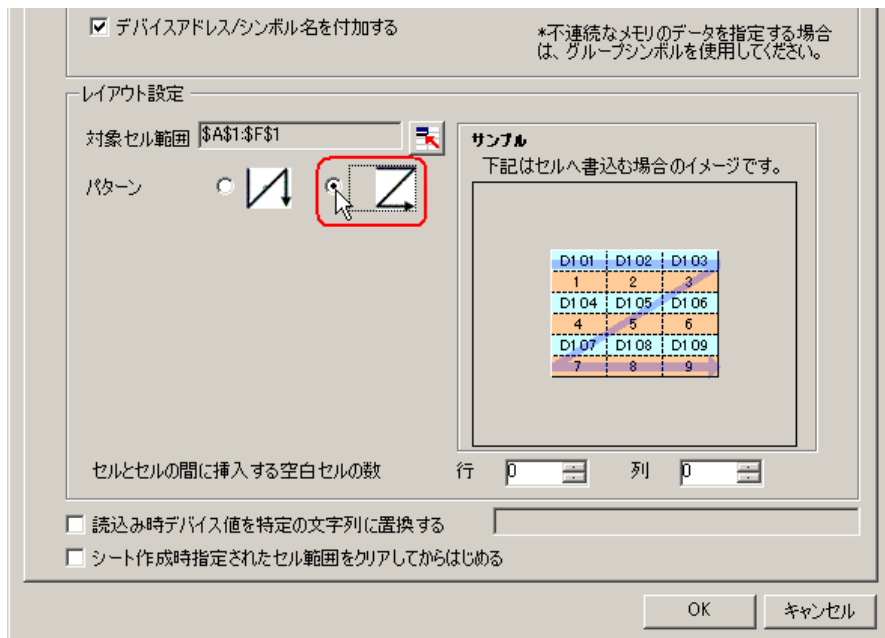 デバイスアドレス/シンボル名を付加する
*不連続なメモリのデータを指定する場合
は、グループシンボルを使用してください。
レイアウト設定
対象セル範囲 $A$1:$F$1
パターン
サンプル
下記はセルへ書込む場合のイメージです。
D101 D102 D103
1 2 3
D104 D105 D106
4 5 6
D107 D108 D109
7 8 9
セルとセルの間に挿入する空白セルの数 行 0 列 0
読込み時デバイス値を特定の文字列に置換する
シート作成時指定されたセル範囲をクリアしてからはじめる
OK キャンセル